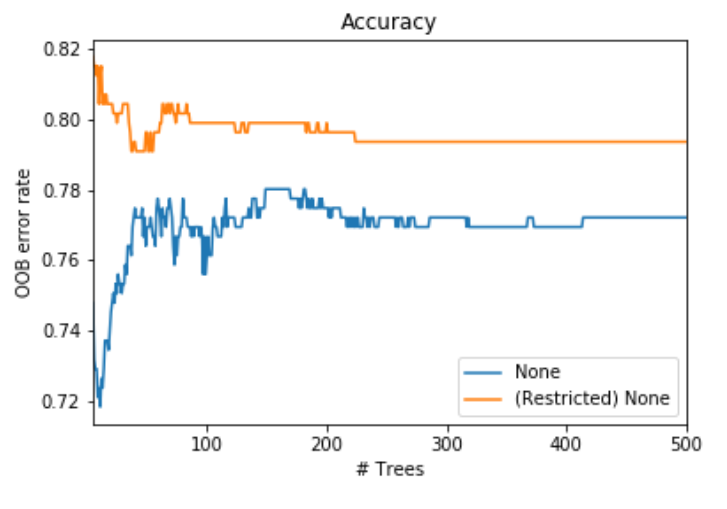 Accuracy
0.82
0.80
0.78
0.76
0.74
0.72
OOB error rate
None
(Restricted) None
100 200 300 400 500
# Trees